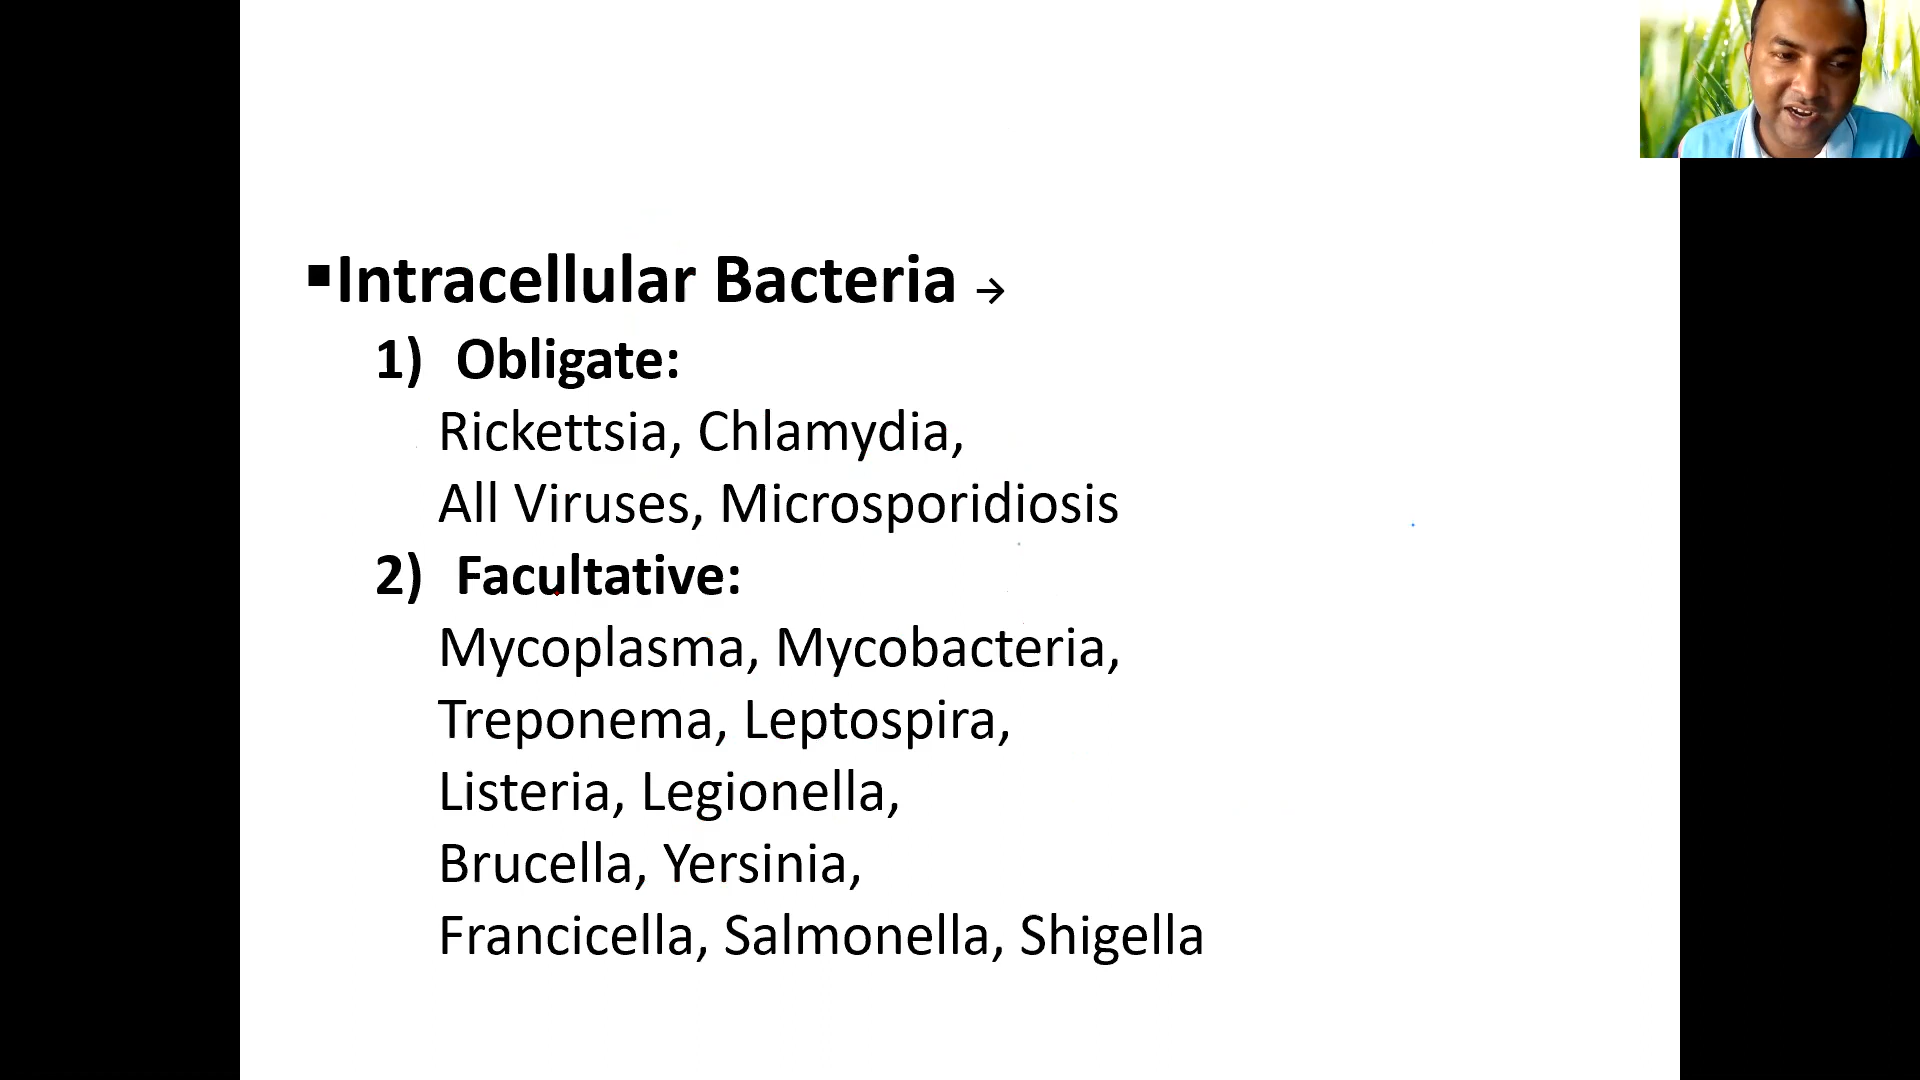 ▪Intracellular Bacteria →
1) Obligate:
Rickettsia, Chlamydia,
All Viruses, Microsporidiosis
2) Facultative:
Mycoplasma, Mycobacteria,
Treponema, Leptospira,
Listeria, Legionella,
Brucella, Yersinia,
Francicella, Salmonella, Shigella